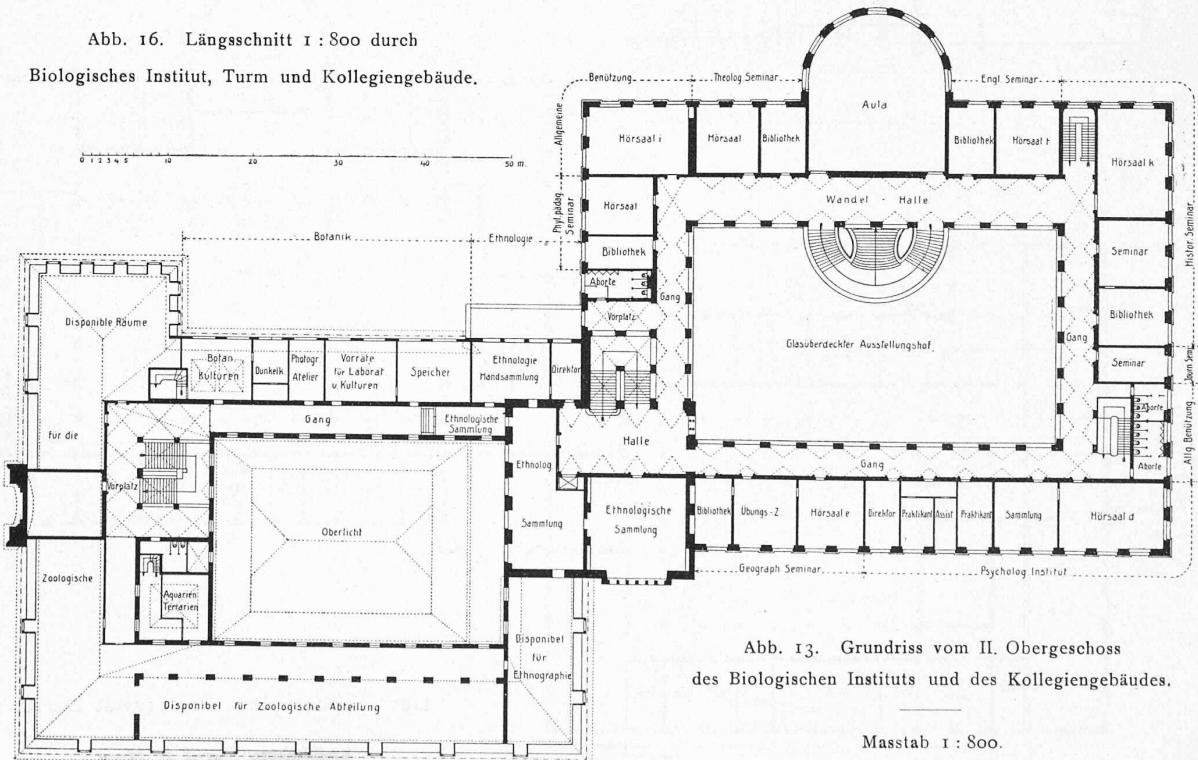 Abb. 16. Längsschnitt 1 : 800 durch
Biologisches Institut, Turm und Kollegiengebäude.
0 1 2 3 4 5 10 20 30 40 50 m.
Allgemeine
Benützung
Theolog Seminar
Engl. Seminar
Aula
Hörsaal i
Hörsaal
Bibliothek
Bibliothek
Hörsaal h
Hörsaal k
Phil. pädag.
Seminar
Hörsaal
Wandel - Halle
Histor Seminar
Bibliothek
Seminar
Botanik
Ethnologie
Aborte
Gang
Gang
Vorplatz
Bibliothek
Disponible Räume
Glasüberdeckter Ausstellungshof
Botan
Kulturen
Dunkelk
Photogr
Atelier
Vorräte
für Laborat
u. Kulturen
Speicher
Ethnologie
Handsammlung
Direktor
Seminar
Aborte
Allg Benützung
Gang
Ethnologische
Sammlung
für die
Halle
Gang
Aborte
Ethnolog
Sammlung
Vorplatz
Oberlicht
Ethnologische
Sammlung
Bibliothek
Übungs-Z
Hörsaal e
Direktor
Praktikant
Assist
Praktikant
Sammlung
Hörsaal d
Zoologische
Geograph Seminar
Psycholog Institut
Aquarien
Terrarien
Disponibel
für
Ethnographie
Disponibel für Zoologische Abteilung
Abb. 13. Grundriss vom II. Obergeschoss
des Biologischen Instituts und des Kollegiengebäudes.
Masstab 1 : 800.